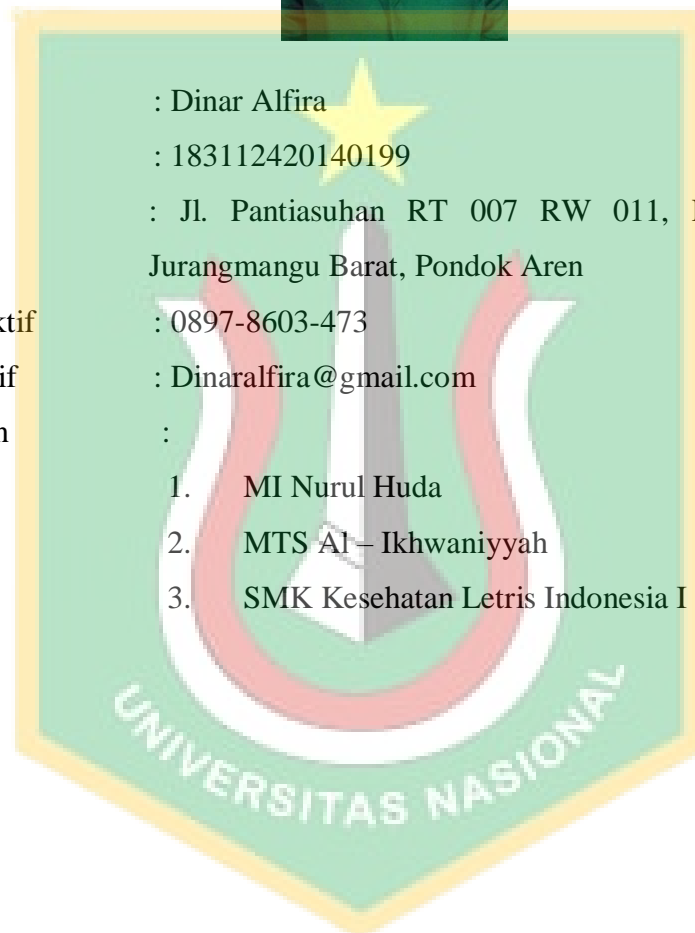 : Dinar Alfira
: 183112420140199
: Jl. Pantiasuhan RT 007 RW 011,
Jurangmangu Barat, Pondok Aren
: 0897-8603-473
: Dinaralfira@gmail.com
:
1. MI Nurul Huda
2. MTS Al – Ikhwaniyyah
3. SMK Kesehatan Letris Indonesia I
UNIVERSITAS NASIONAL